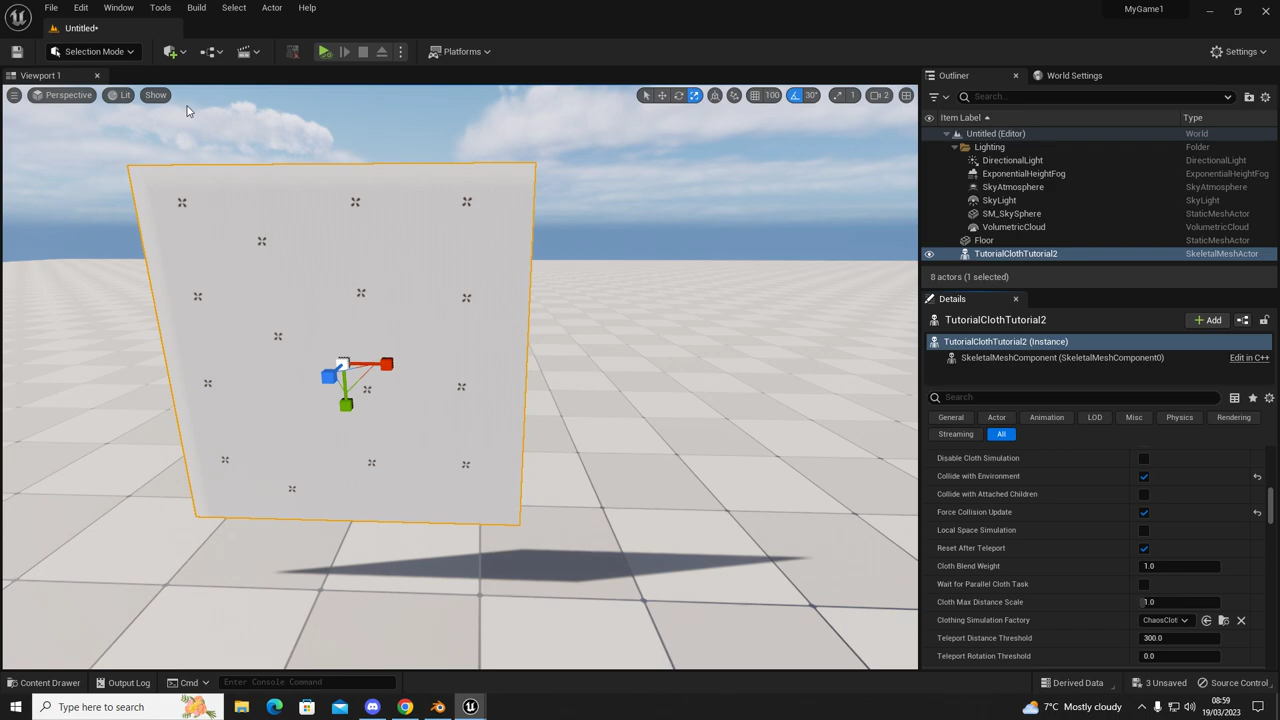 File Edit Window Tools Build Select Actor Help
MyGame1
Untitled*
Selection Mode
Platforms
Settings
Viewport 1
Perspective Lit Show
100 30° 1 2
Outliner World Settings
Search...
Item Label Type
Untitled (Editor) World
Lighting Folder
DirectionalLight DirectionalLight
ExponentialHeightFog ExponentialHeightFog
SkyAtmosphere SkyAtmosphere
SkyLight SkyLight
SM_SkySphere StaticMeshActor
VolumetricCloud VolumetricCloud
Floor StaticMeshActor
TutorialClothTutorial2 SkeletalMeshActor
8 actors (1 selected)
Details
TutorialClothTutorial2
Add
TutorialClothTutorial2 (Instance)
SkeletalMeshComponent (SkeletalMeshComponent0) Edit in C++
Search
General Actor Animation LOD Misc Physics Rendering
Streaming All
Disable Cloth Simulation
Collide with Environment
Collide with Attached Children
Force Collision Update
Local Space Simulation
Reset After Teleport
Cloth Blend Weight 1.0
Wait for Parallel Cloth Task
Cloth Max Distance Scale 1.0
Clothing Simulation Factory ChaosClot
Teleport Distance Threshold 300.0
Teleport Rotation Threshold 0.0
Content Drawer Output Log Cmd Enter Console Command
Derived Data 3 Unsaved Source Control
Type here to search
7°C Mostly cloudy
08:59
19/03/2023